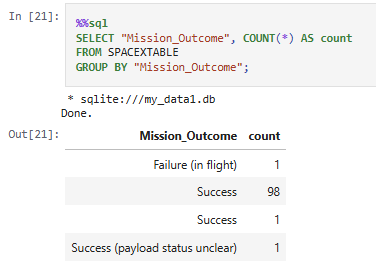 In [21]:
%%sql
SELECT "Mission_Outcome", COUNT(*) AS count
FROM SPACEXTABLE
GROUP BY "Mission_Outcome";
* sqlite:///my_data1.db
Done.
Out[21]:
Mission_Outcome count
Failure (in flight) 1
Success 98
Success 1
Success (payload status unclear) 1